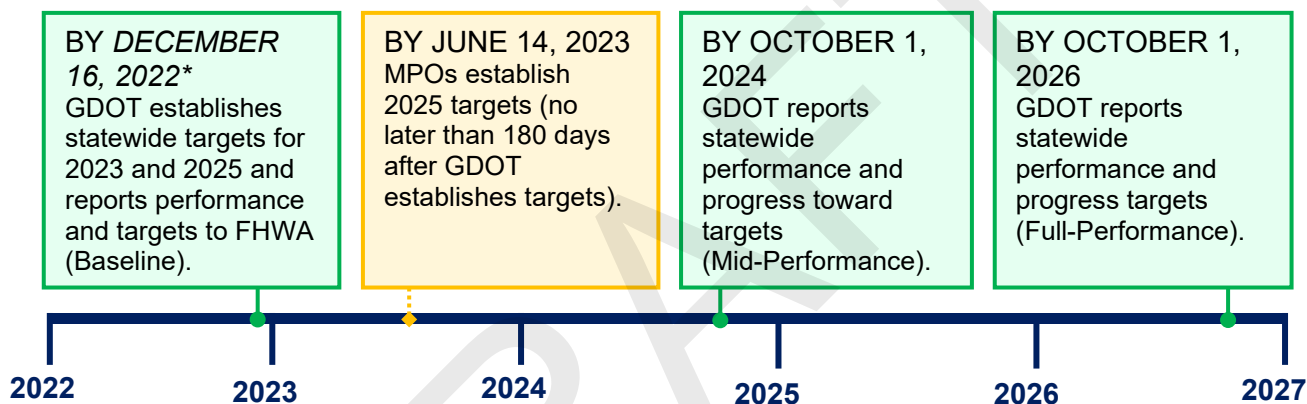 BY DECEMBER
16, 2022*
GDOT establishes
statewide targets for
2023 and 2025 and
reports performance
and targets to FHWA
(Baseline).
BY JUNE 14, 2023
MPOs establish
2025 targets (no
later than 180 days
after GDOT
establishes targets).
BY OCTOBER 1,
2024
GDOT reports
statewide
performance and
progress toward
targets
(Mid-Performance).
BY OCTOBER 1,
2026
GDOT reports
statewide
performance and
progress targets
(Full-Performance).
2022
2023
2024
2025
2026
2027